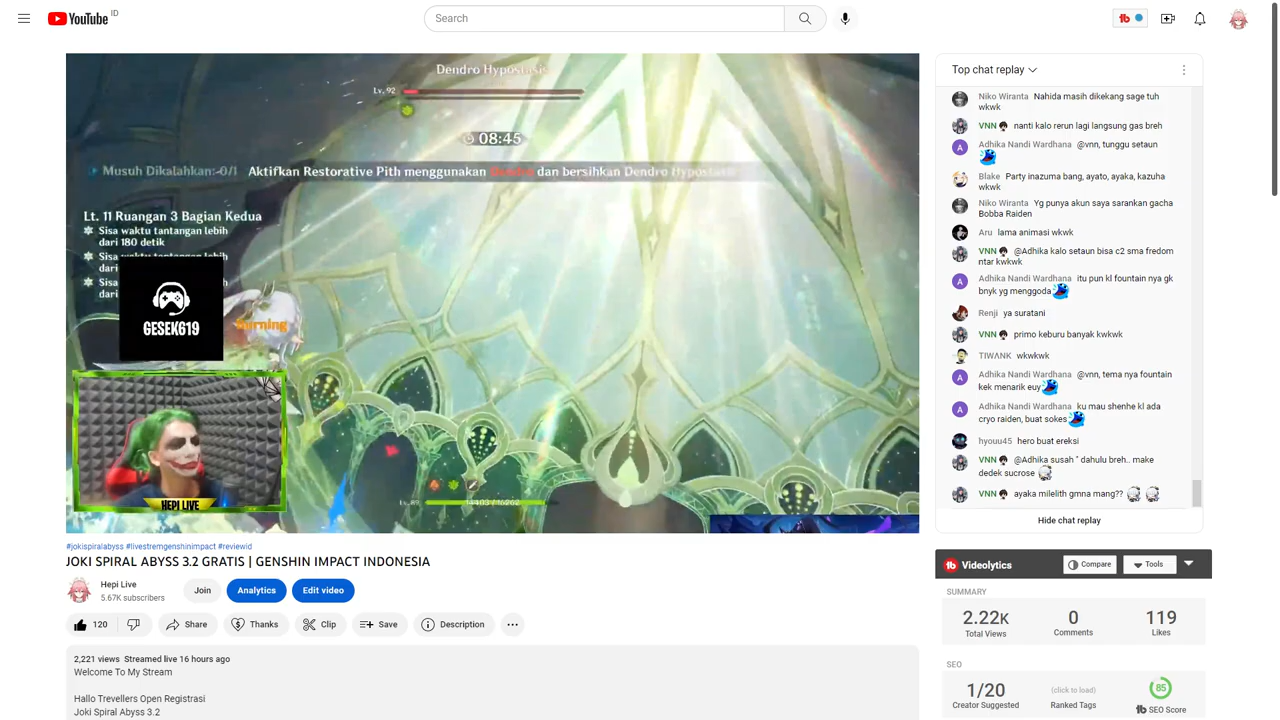 YouTube ID
Search
Dendro Hypostasis
Lv. 92
08:45
Musuh Dikalahkan: 0/1
Aktifkan Restorative Pith menggunakan Dendro dan bersihkan Dendro Hypostasis
Lt. 11 Ruangan 3 Bagian Kedua
Sisa waktu tantangan lebih
dari 180 detik
Sisa waktu tantangan lebih
dari
Sisa
dari
GESEK619
Burning
HEPI LIVE
#jokispiralabyss #livestremgenshinimpact #reviewid
JOKI SPIRAL ABYSS 3.2 GRATIS | GENSHIN IMPACT INDONESIA
Hepi Live
5.67K subscribers
Join
Analytics
Edit video
120
Share
Thanks
Clip
Save
Description
2,221 views Streamed live 16 hours ago
Welcome To My Stream
Hallo Trevellers Open Registrasi
Joki Spiral Abyss 3.2
Top chat replay
Niko Wiranta Nahida masih dikekang sage tuh
wkwk
VNN nanti kalo rerun lagi langsung gas breh
Adhika Nandi Wardhana @vnn, tunggu setaun
Blake Party inazuma bang, ayato, ayaka, kazuha
wkwk
Niko Wiranta Yg punya akun saya sarankan gacha
Bobba Raiden
Aru lama animasi wkwk
VNN @Adhika kalo setaun bisa c2 sma fredom
ntar kwkwk
Adhika Nandi Wardhana itu pun kl fountain nya gk
bnyk yg menggoda
Renji ya suratani
VNN primo keburu banyak kwkwk
TIWΛNK wkwkwk
Adhika Nandi Wardhana @vnn, tema nya fountain
kek menarik euy
Adhika Nandi Wardhana ku mau shenhe kl ada
cryo raiden, buat sokes
hyouu45 hero buat ereksi
VNN @Adhika susah " dahulu breh.. make
dedek sucrose
VNN ayaka milelith gmna mang??
Hide chat replay
tb Videolytics
Compare
Tools
SUMMARY
2.22K
Total Views
0
Comments
119
Likes
SEO
1/20
Creator Suggested
(click to load)
Ranked Tags
85
tb SEO Score